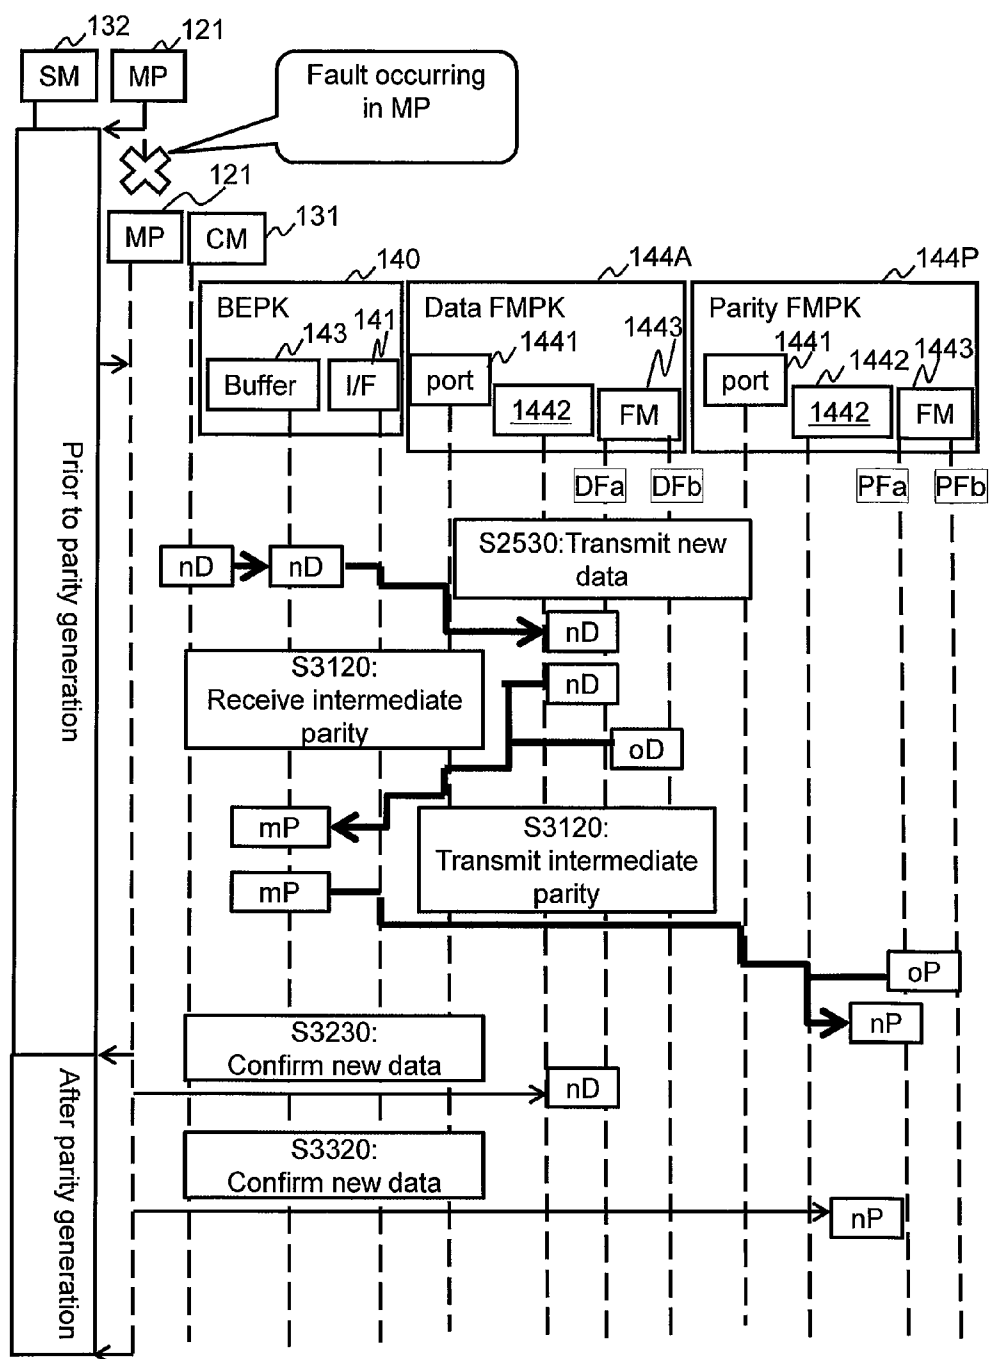 132
121
SM
MP
Fault occurring
in MP
121
MP
CM
131
140
144A
144P
BEPK
Data FMPK
Parity FMPK
143
141
1441
1443
1441
1442
1443
Buffer
I/F
port
1442
FM
port
1442
FM
DFa
DFb
PFa
PFb
Prior to parity generation
S2530:Transmit new
data
nD
nD
nD
S3120:
Receive intermediate
parity
nD
oD
mP
S3120:
Transmit intermediate
parity
mP
oP
nP
S3230:
Confirm new data
nD
After parity generation
S3320:
Confirm new data
nP